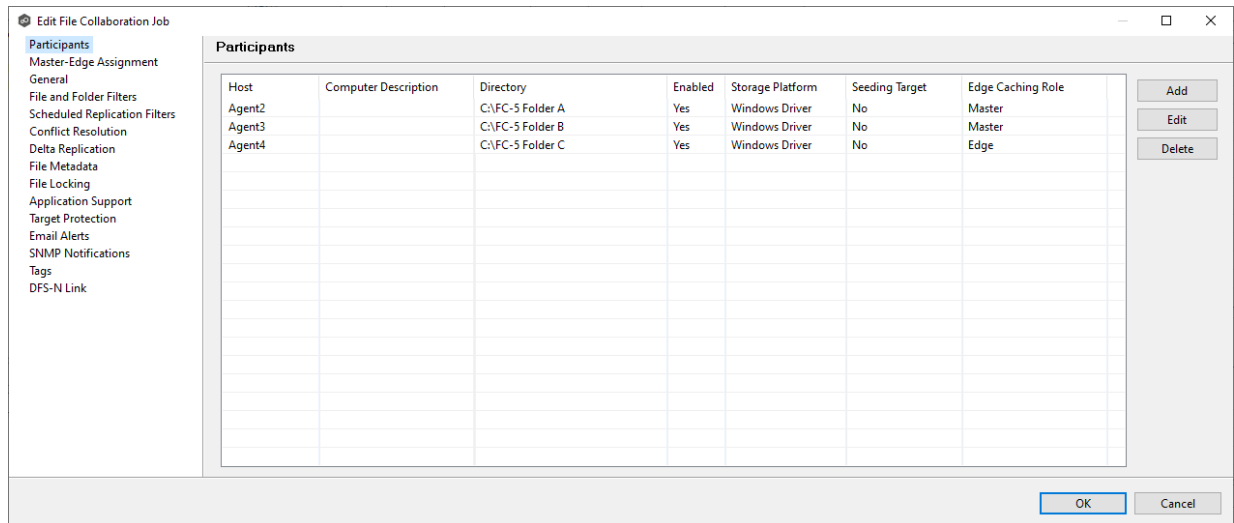 Edit File Collaboration Job
Participants
Master-Edge Assignment
General
File and Folder Filters
Scheduled Replication Filters
Conflict Resolution
Delta Replication
File Metadata
File Locking
Application Support
Target Protection
Email Alerts
SNMP Notifications
Tags
DFS-N Link
Participants
Host Computer Description Directory Enabled Storage Platform Seeding Target Edge Caching Role
Agent2 C:\FC-5 Folder A Yes Windows Driver No Master
Agent3 C:\FC-5 Folder B Yes Windows Driver No Master
Agent4 C:\FC-5 Folder C Yes Windows Driver No Edge
Add
Edit
Delete
OK Cancel